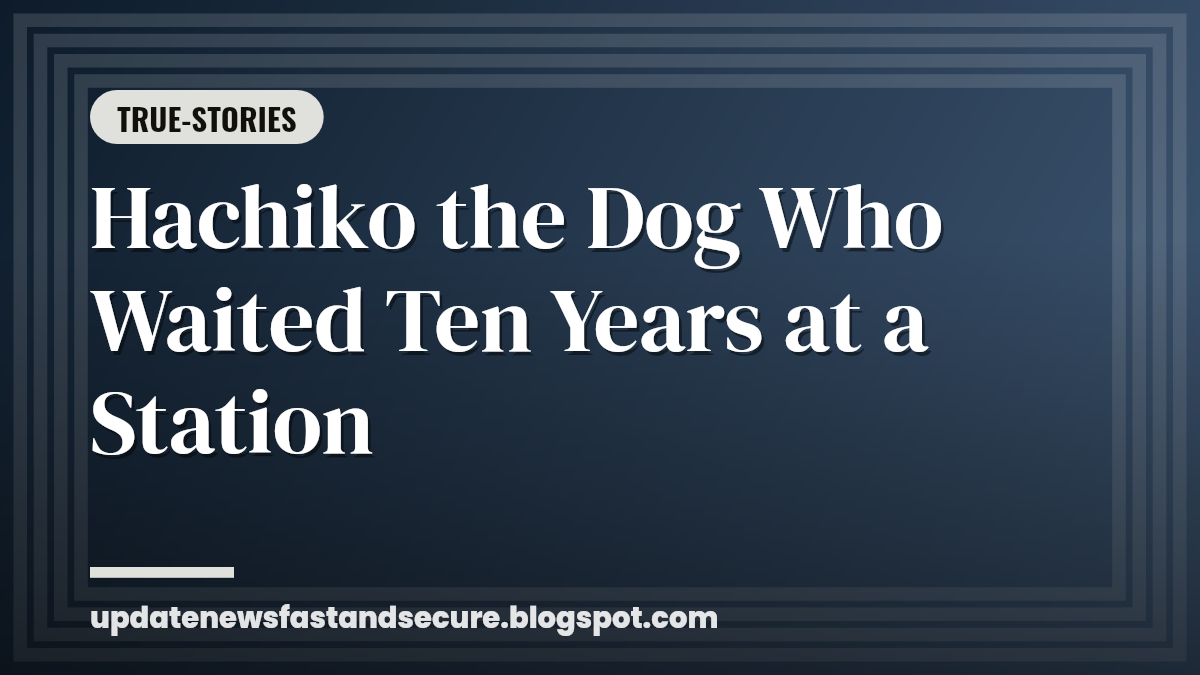 TRUE-STORIES
Hachiko the Dog Who
Waited Ten Years at a
Station
updatenewsfastandsecure.blogspot.com